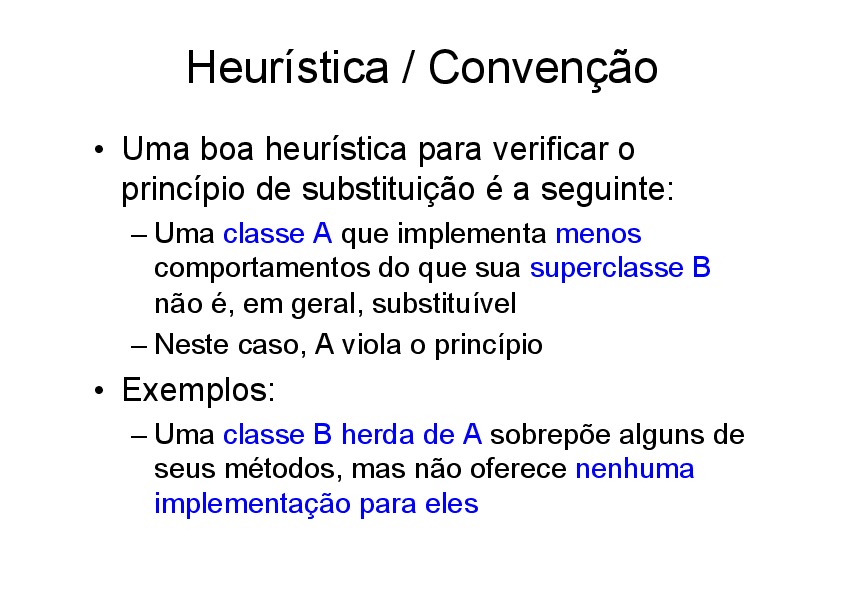 Heurística / Convenção
• Uma boa heurística para verificar o
princípio de substituição é a seguinte:
– Uma classe A que implementa menos
comportamentos do que sua superclasse B
não é, em geral, substituível
– Neste caso, A viola o princípio
• Exemplos:
– Uma classe B herda de A sobrepõe alguns de
seus métodos, mas não oferece nenhuma
implementação para eles